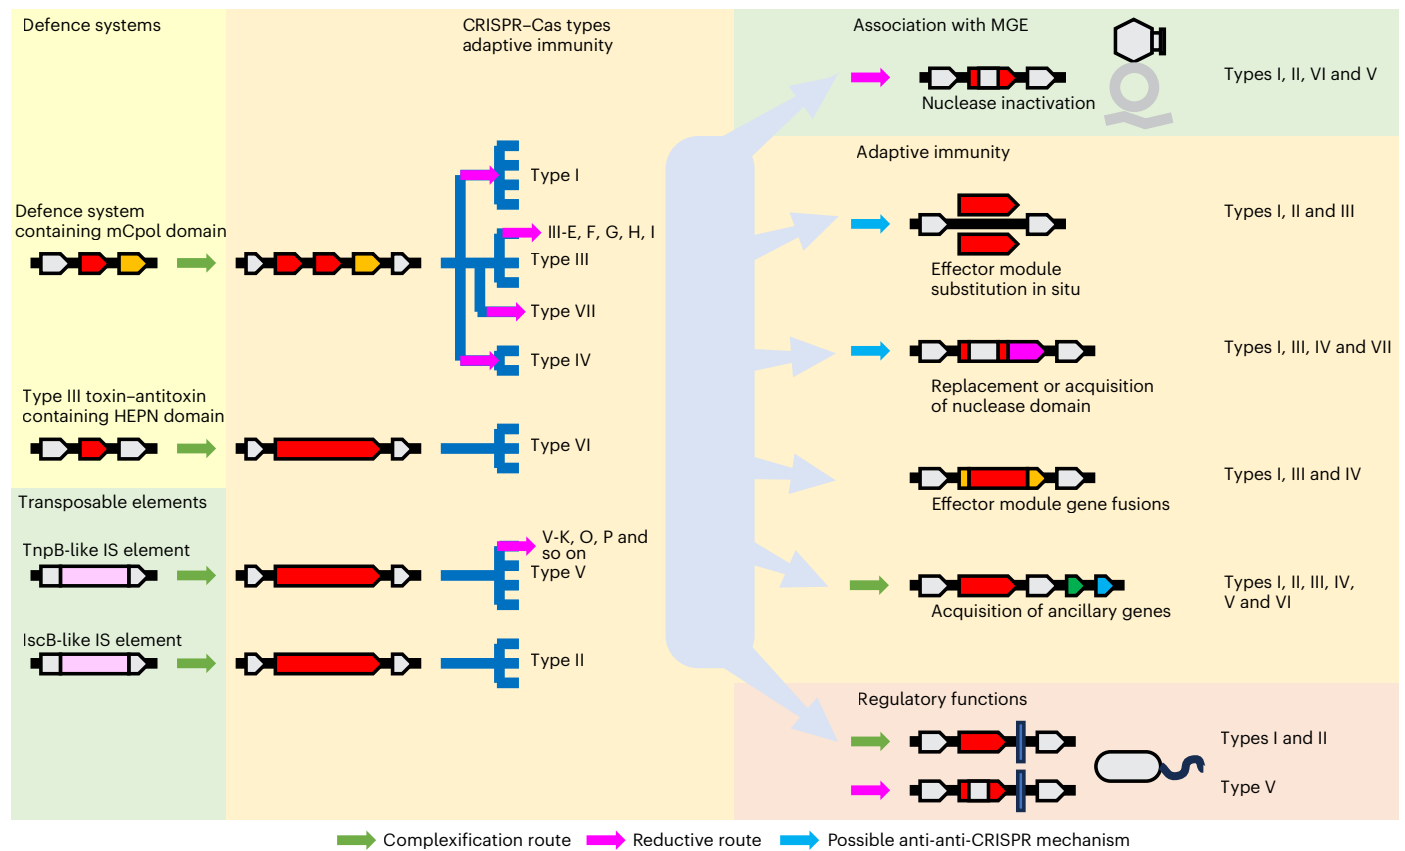 Defence systems
CRISPR–Cas types
adaptive immunity
Association with MGE
Nuclease inactivation
Types I, II, VI and V
Adaptive immunity
Defence system
containing mCpol domain
Type I
III-E, F, G, H, I
Type III
Type VII
Type IV
Effector module
substitution in situ
Types I, II and III
Replacement or acquisition
of nuclease domain
Types I, III, IV and VII
Type III toxin–antitoxin
containing HEPN domain
Type VI
Effector module gene fusions
Types I, III and IV
Transposable elements
TnpB-like IS element
V-K, O, P and
so on
Type V
Acquisition of ancillary genes
Types I, II, III, IV,
V and VI
IscB-like IS element
Type II
Regulatory functions
Types I and II
Type V
Complexification route
Reductive route
Possible anti-anti-CRISPR mechanism